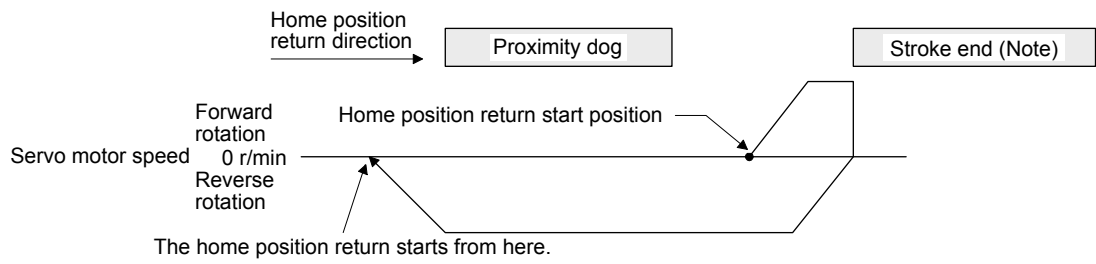 Home position
return direction
Proximity dog
Stroke end (Note)
Forward
rotation
Home position return start position
Servo motor speed 0 r/min
Reverse
rotation
The home position return starts from here.